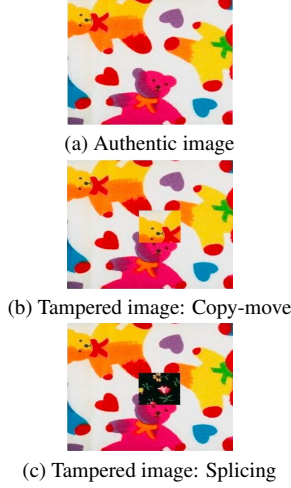 (a) Authentic image
(b) Tampered image: Copy-move
(c) Tampered image: Splicing